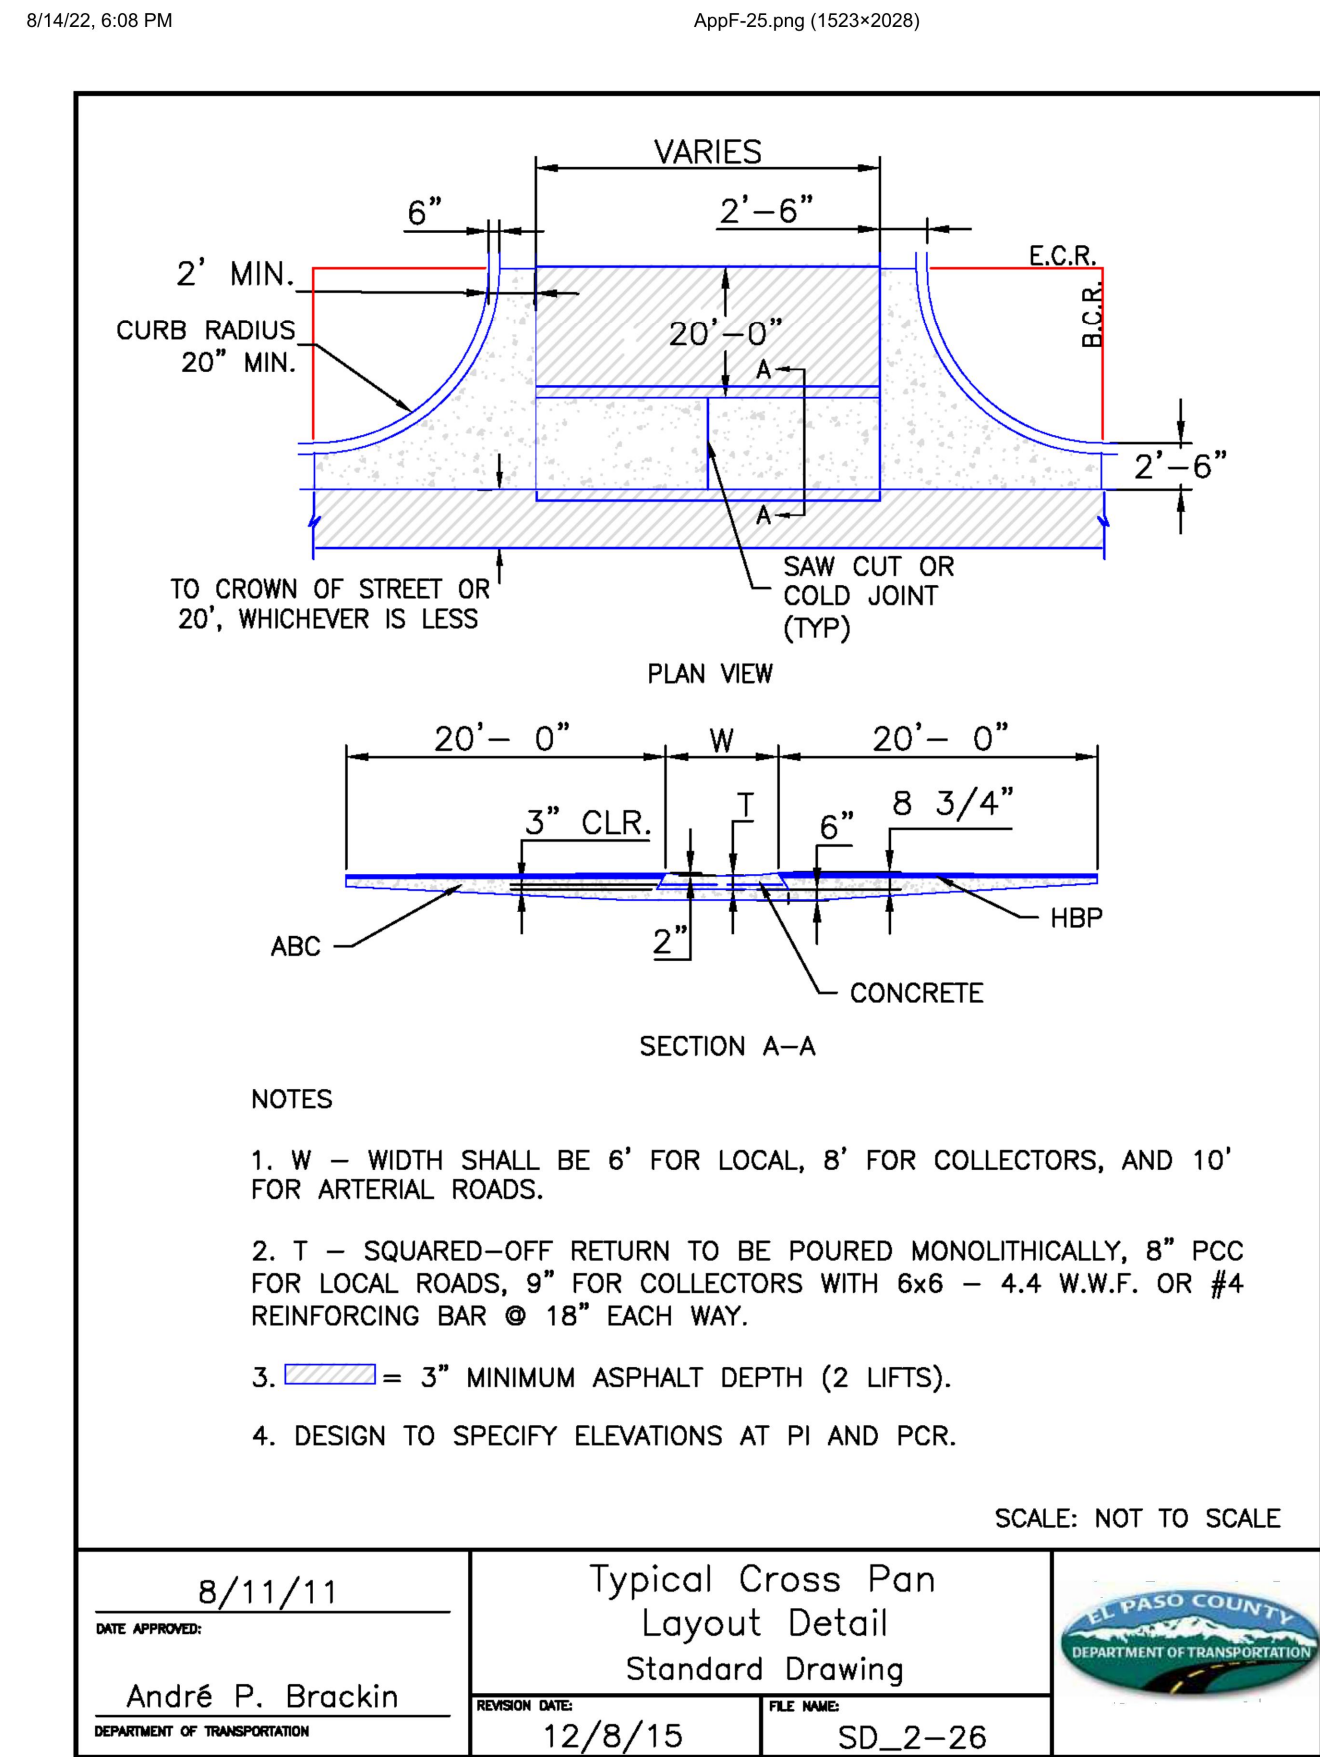 8/14/22, 6:08 PM
AppF-25.png (1523×2028)
VARIES
6"
2'-6"
2' MIN.
E.C.R.
B.C.R.
CURB RADIUS
20" MIN.
20'-0"
A
2'-6"
A
TO CROWN OF STREET OR
20', WHICHEVER IS LESS
SAW CUT OR
COLD JOINT
(TYP)
PLAN VIEW
20'- 0"
W
20'- 0"
3" CLR.
T
6"
8 3/4"
ABC
2"
HBP
CONCRETE
SECTION A-A
NOTES
1. W - WIDTH SHALL BE 6' FOR LOCAL, 8' FOR COLLECTORS, AND 10'
FOR ARTERIAL ROADS.
2. T - SQUARED-OFF RETURN TO BE POURED MONOLITHICALLY, 8" PCC
FOR LOCAL ROADS, 9" FOR COLLECTORS WITH 6x6 - 4.4 W.W.F. OR #4
REINFORCING BAR @ 18" EACH WAY.
3. = 3" MINIMUM ASPHALT DEPTH (2 LIFTS).
4. DESIGN TO SPECIFY ELEVATIONS AT PI AND PCR.
SCALE: NOT TO SCALE
8/11/11
DATE APPROVED:
André P. Brackin
DEPARTMENT OF TRANSPORTATION
Typical Cross Pan
Layout Detail
Standard Drawing
REVISION DATE:
12/8/15
FILE NAME:
SD_2-26
EL PASO COUNTY
DEPARTMENT OF TRANSPORTATION